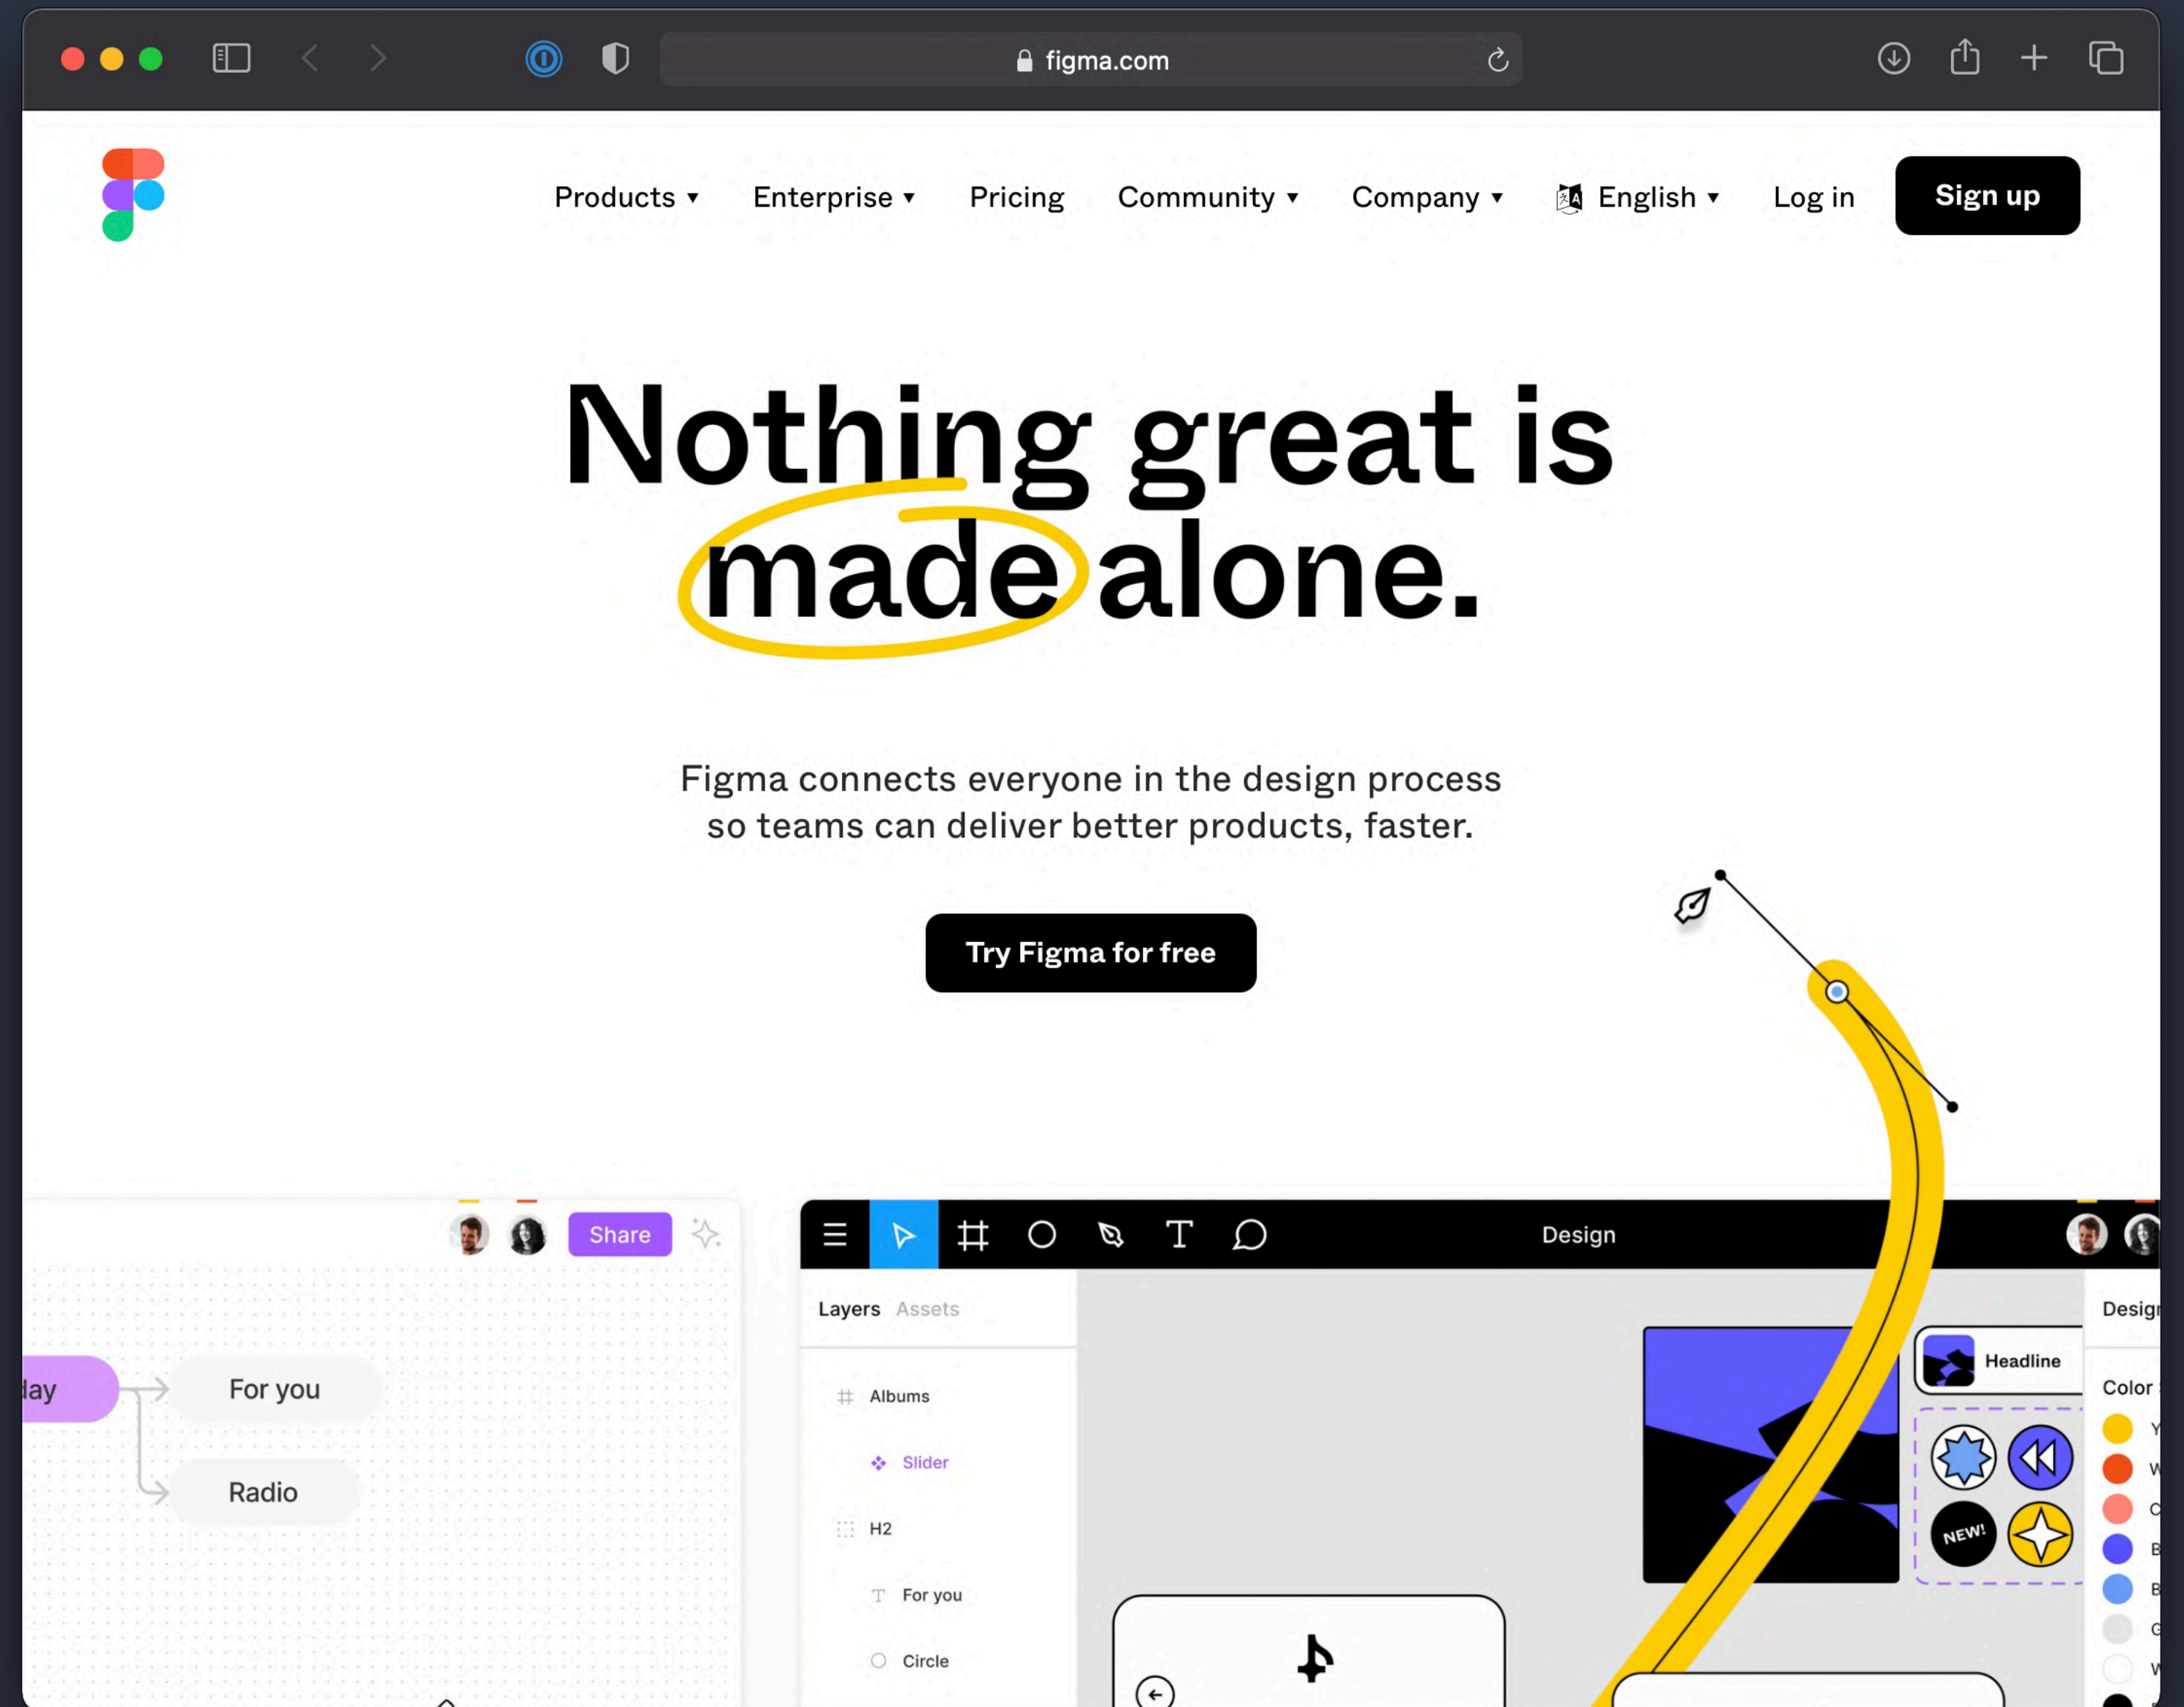 figma.com
Products ▾ Enterprise ▾ Pricing Community ▾ Company ▾ English ▾ Log in Sign up
Nothing great is
made alone.
Figma connects everyone in the design process
so teams can deliver better products, faster.
Try Figma for free
Share
For you
Radio
Design
Layers Assets
Albums
Slider
H2
For you
Circle
Headline
NEW!
Color